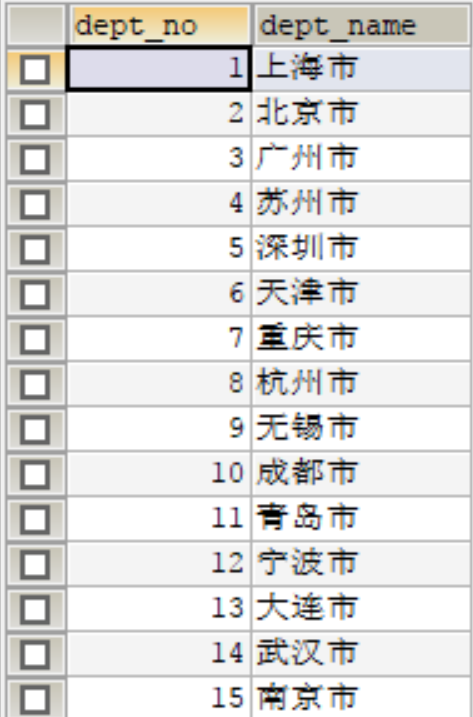 dept_no dept_name
1 上海市
2 北京市
3 广州市
4 苏州市
5 深圳市
6 天津市
7 重庆市
8 杭州市
9 无锡市
10 成都市
11 青岛市
12 宁波市
13 大连市
14 武汉市
15 南京市